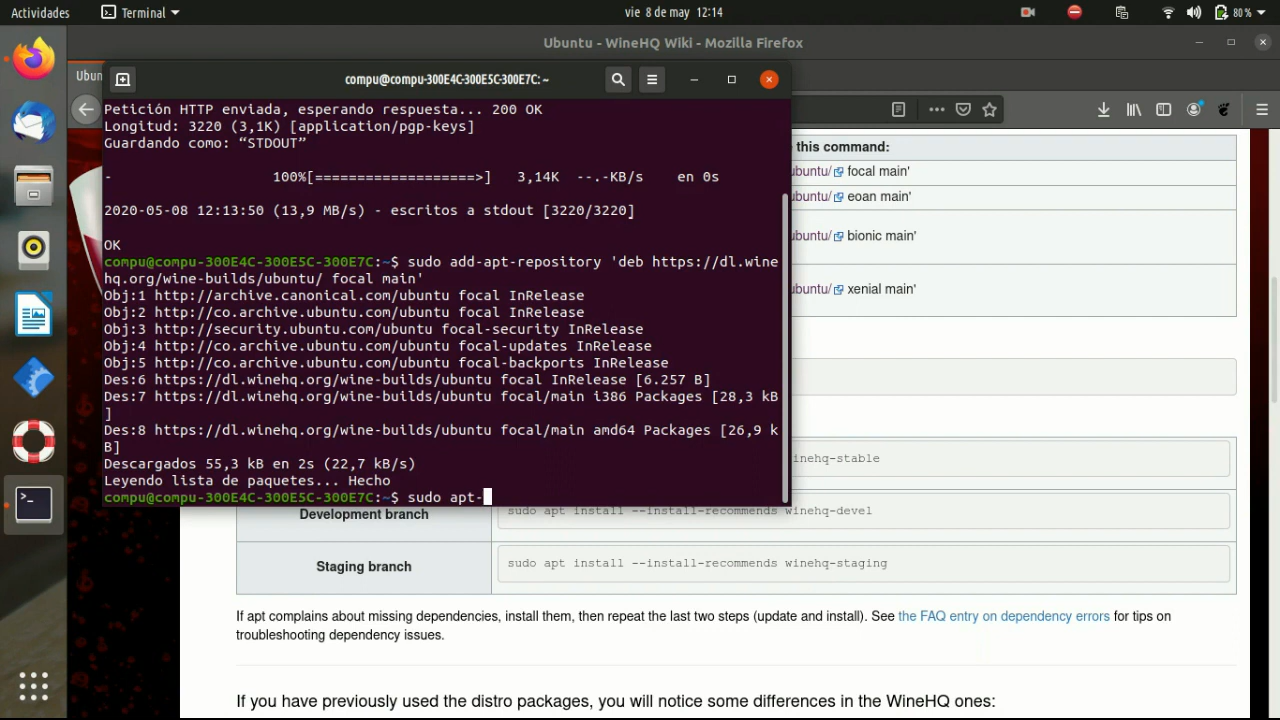 Actividades
Terminal
vie 8 de may 12:14
80 %
Ubuntu - WineHQ Wiki - Mozilla Firefox
Ubun
compu@compu-300E4C-300E5C-300E7C: ~
Petición HTTP enviada, esperando respuesta... 200 OK
Longitud: 3220 (3,1K) [application/pgp-keys]
Guardando como: “STDOUT”
-                   100%[===================>]   3,14K  --.-KB/s    en 0s
2020-05-08 12:13:50 (13,9 MB/s) - escritos a stdout [3220/3220]
OK
compu@compu-300E4C-300E5C-300E7C:~$ sudo add-apt-repository 'deb https://dl.wine
hq.org/wine-builds/ubuntu/ focal main'
Obj:1 http://archive.canonical.com/ubuntu focal InRelease
Obj:2 http://co.archive.ubuntu.com/ubuntu focal InRelease
Obj:3 http://security.ubuntu.com/ubuntu focal-security InRelease
Obj:4 http://co.archive.ubuntu.com/ubuntu focal-updates InRelease
Obj:5 http://co.archive.ubuntu.com/ubuntu focal-backports InRelease
Des:6 https://dl.winehq.org/wine-builds/ubuntu focal InRelease [6.257 B]
Des:7 https://dl.winehq.org/wine-builds/ubuntu focal/main i386 Packages [28,3 kB
]
Des:8 https://dl.winehq.org/wine-builds/ubuntu focal/main amd64 Packages [26,9 k
B]
Descargados 55,3 kB en 2s (22,7 kB/s)
Leyendo lista de paquetes... Hecho
compu@compu-300E4C-300E5C-300E7C:~$ sudo apt-
this command:
ubuntu/ focal main'
ubuntu/ eoan main'
ubuntu/ bionic main'
ubuntu/ xenial main'
inehq-stable
Development branch
sudo apt install --install-recommends winehq-devel
Staging branch
sudo apt install --install-recommends winehq-staging
If apt complains about missing dependencies, install them, then repeat the last two steps (update and install). See the FAQ entry on dependency errors for tips on
troubleshooting dependency issues.
If you have previously used the distro packages, you will notice some differences in the WineHQ ones: